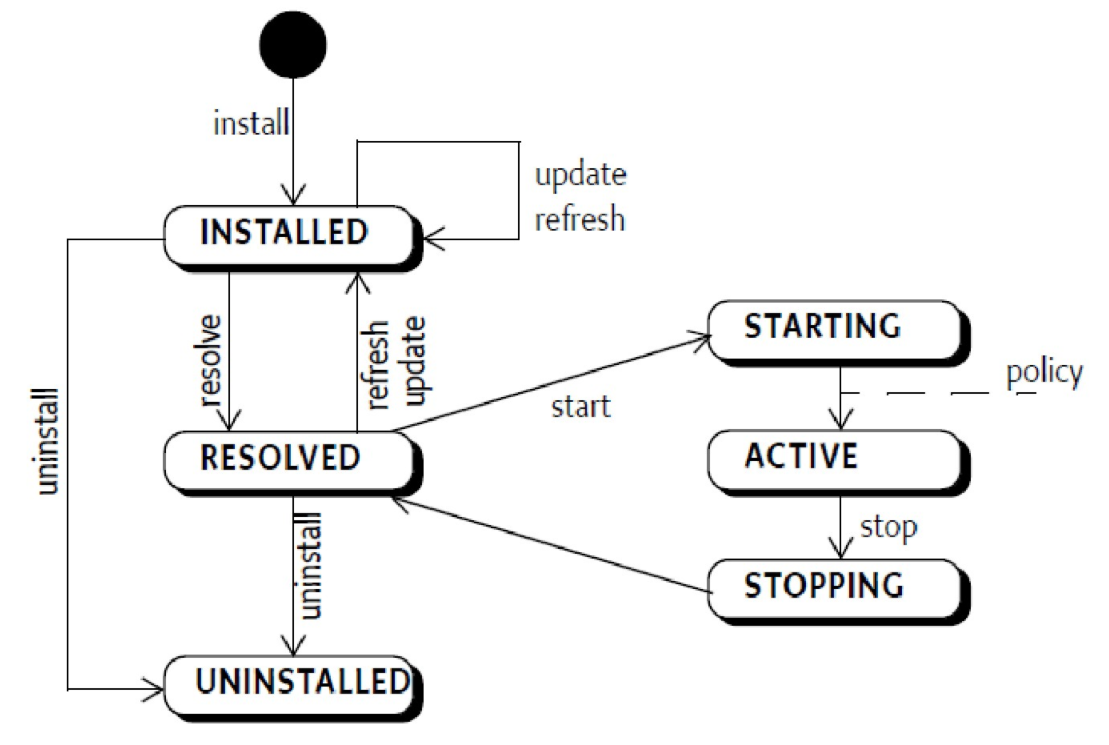 install
update
refresh
INSTALLED
resolve
refresh
update
uninstall
STARTING
policy
start
RESOLVED
ACTIVE
uninstall
stop
STOPPING
UNINSTALLED